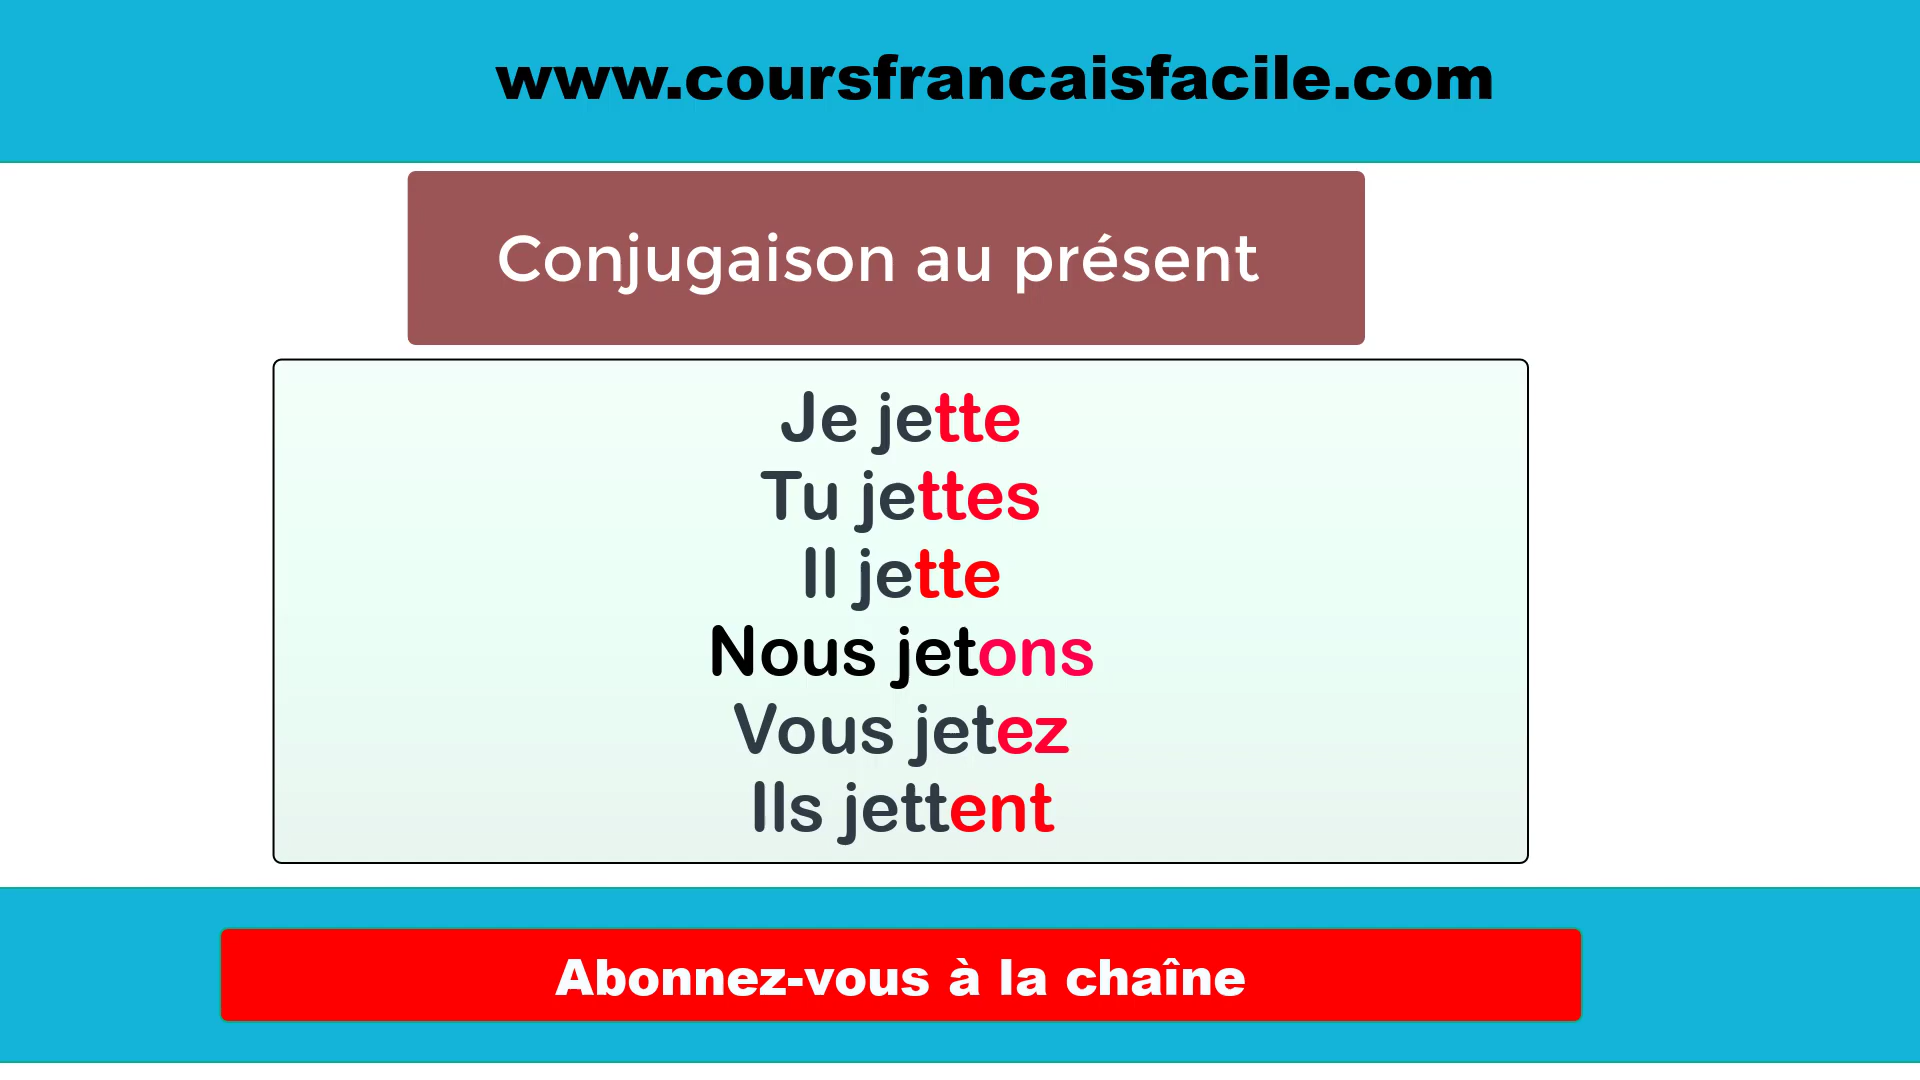 www.coursfrancaisfacile.com
Conjugaison au présent
Je jette
Tu jettes
Il jette
Nous jetons
Vous jetez
Ils jettent
Abonnez-vous à la chaîne